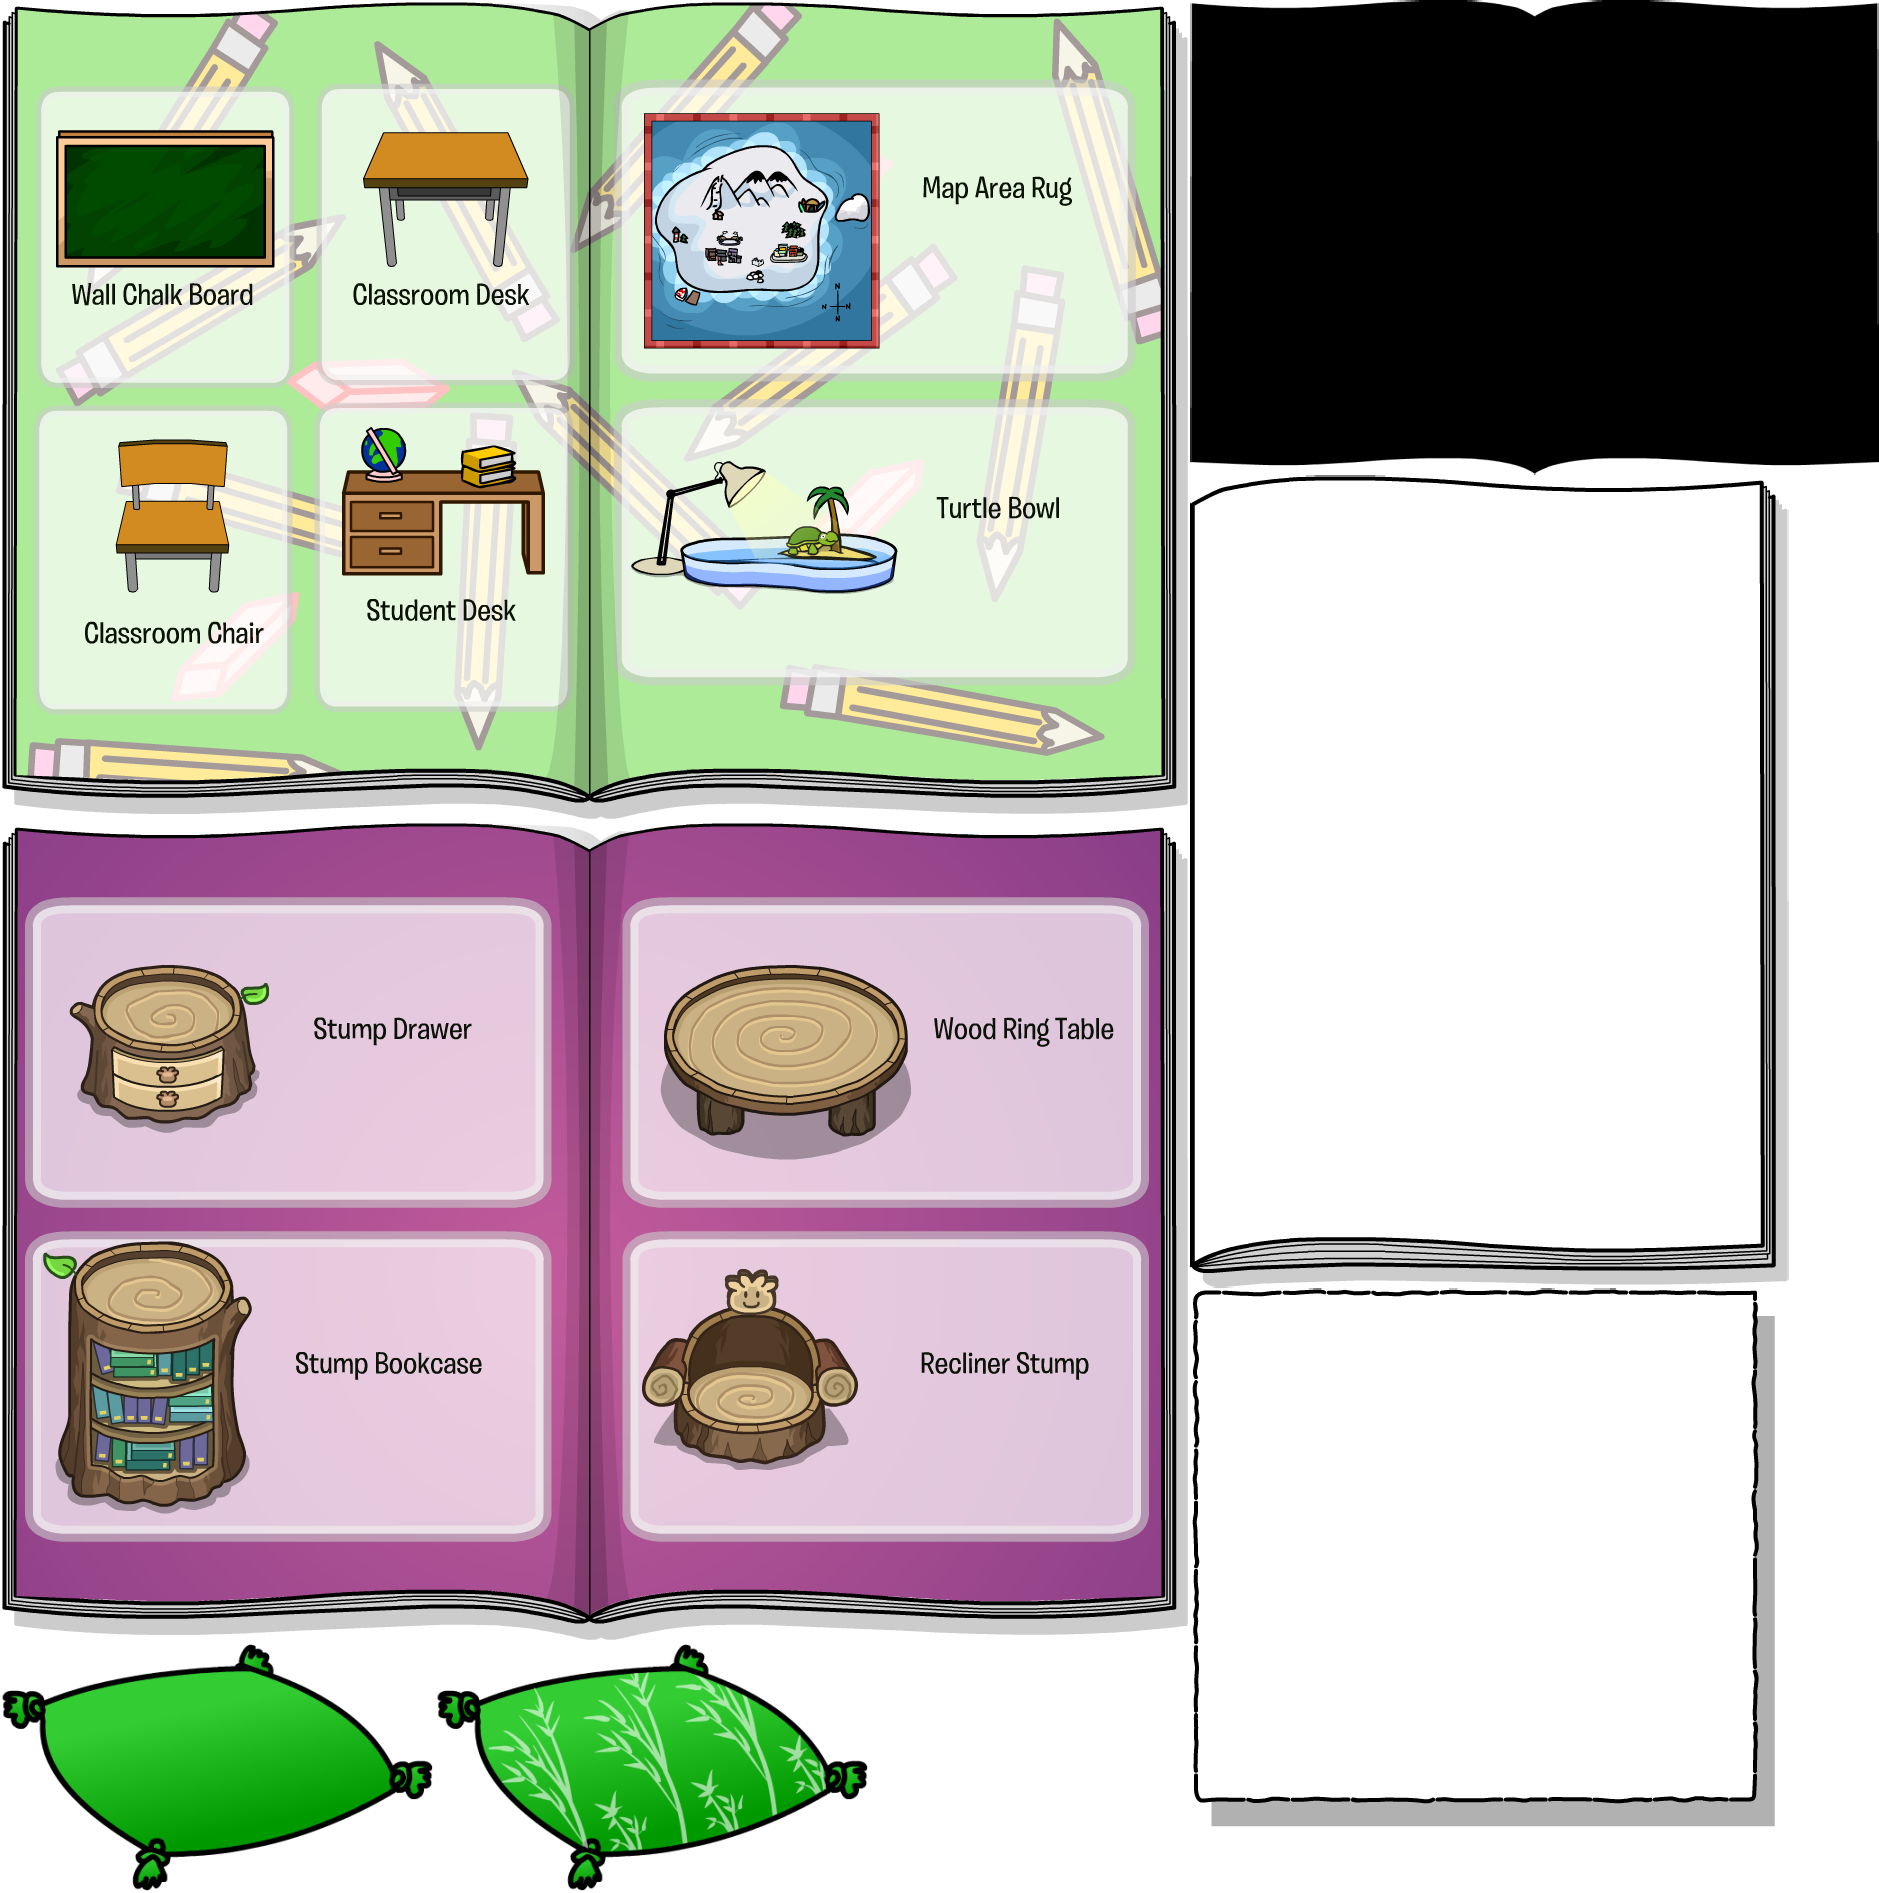 Wall Chalk Board
Classroom Desk
Map Area Rug
N
N N
N
Classroom Chair
Student Desk
Turtle Bowl
Stump Drawer
Wood Ring Table
Stump Bookcase
Recliner Stump